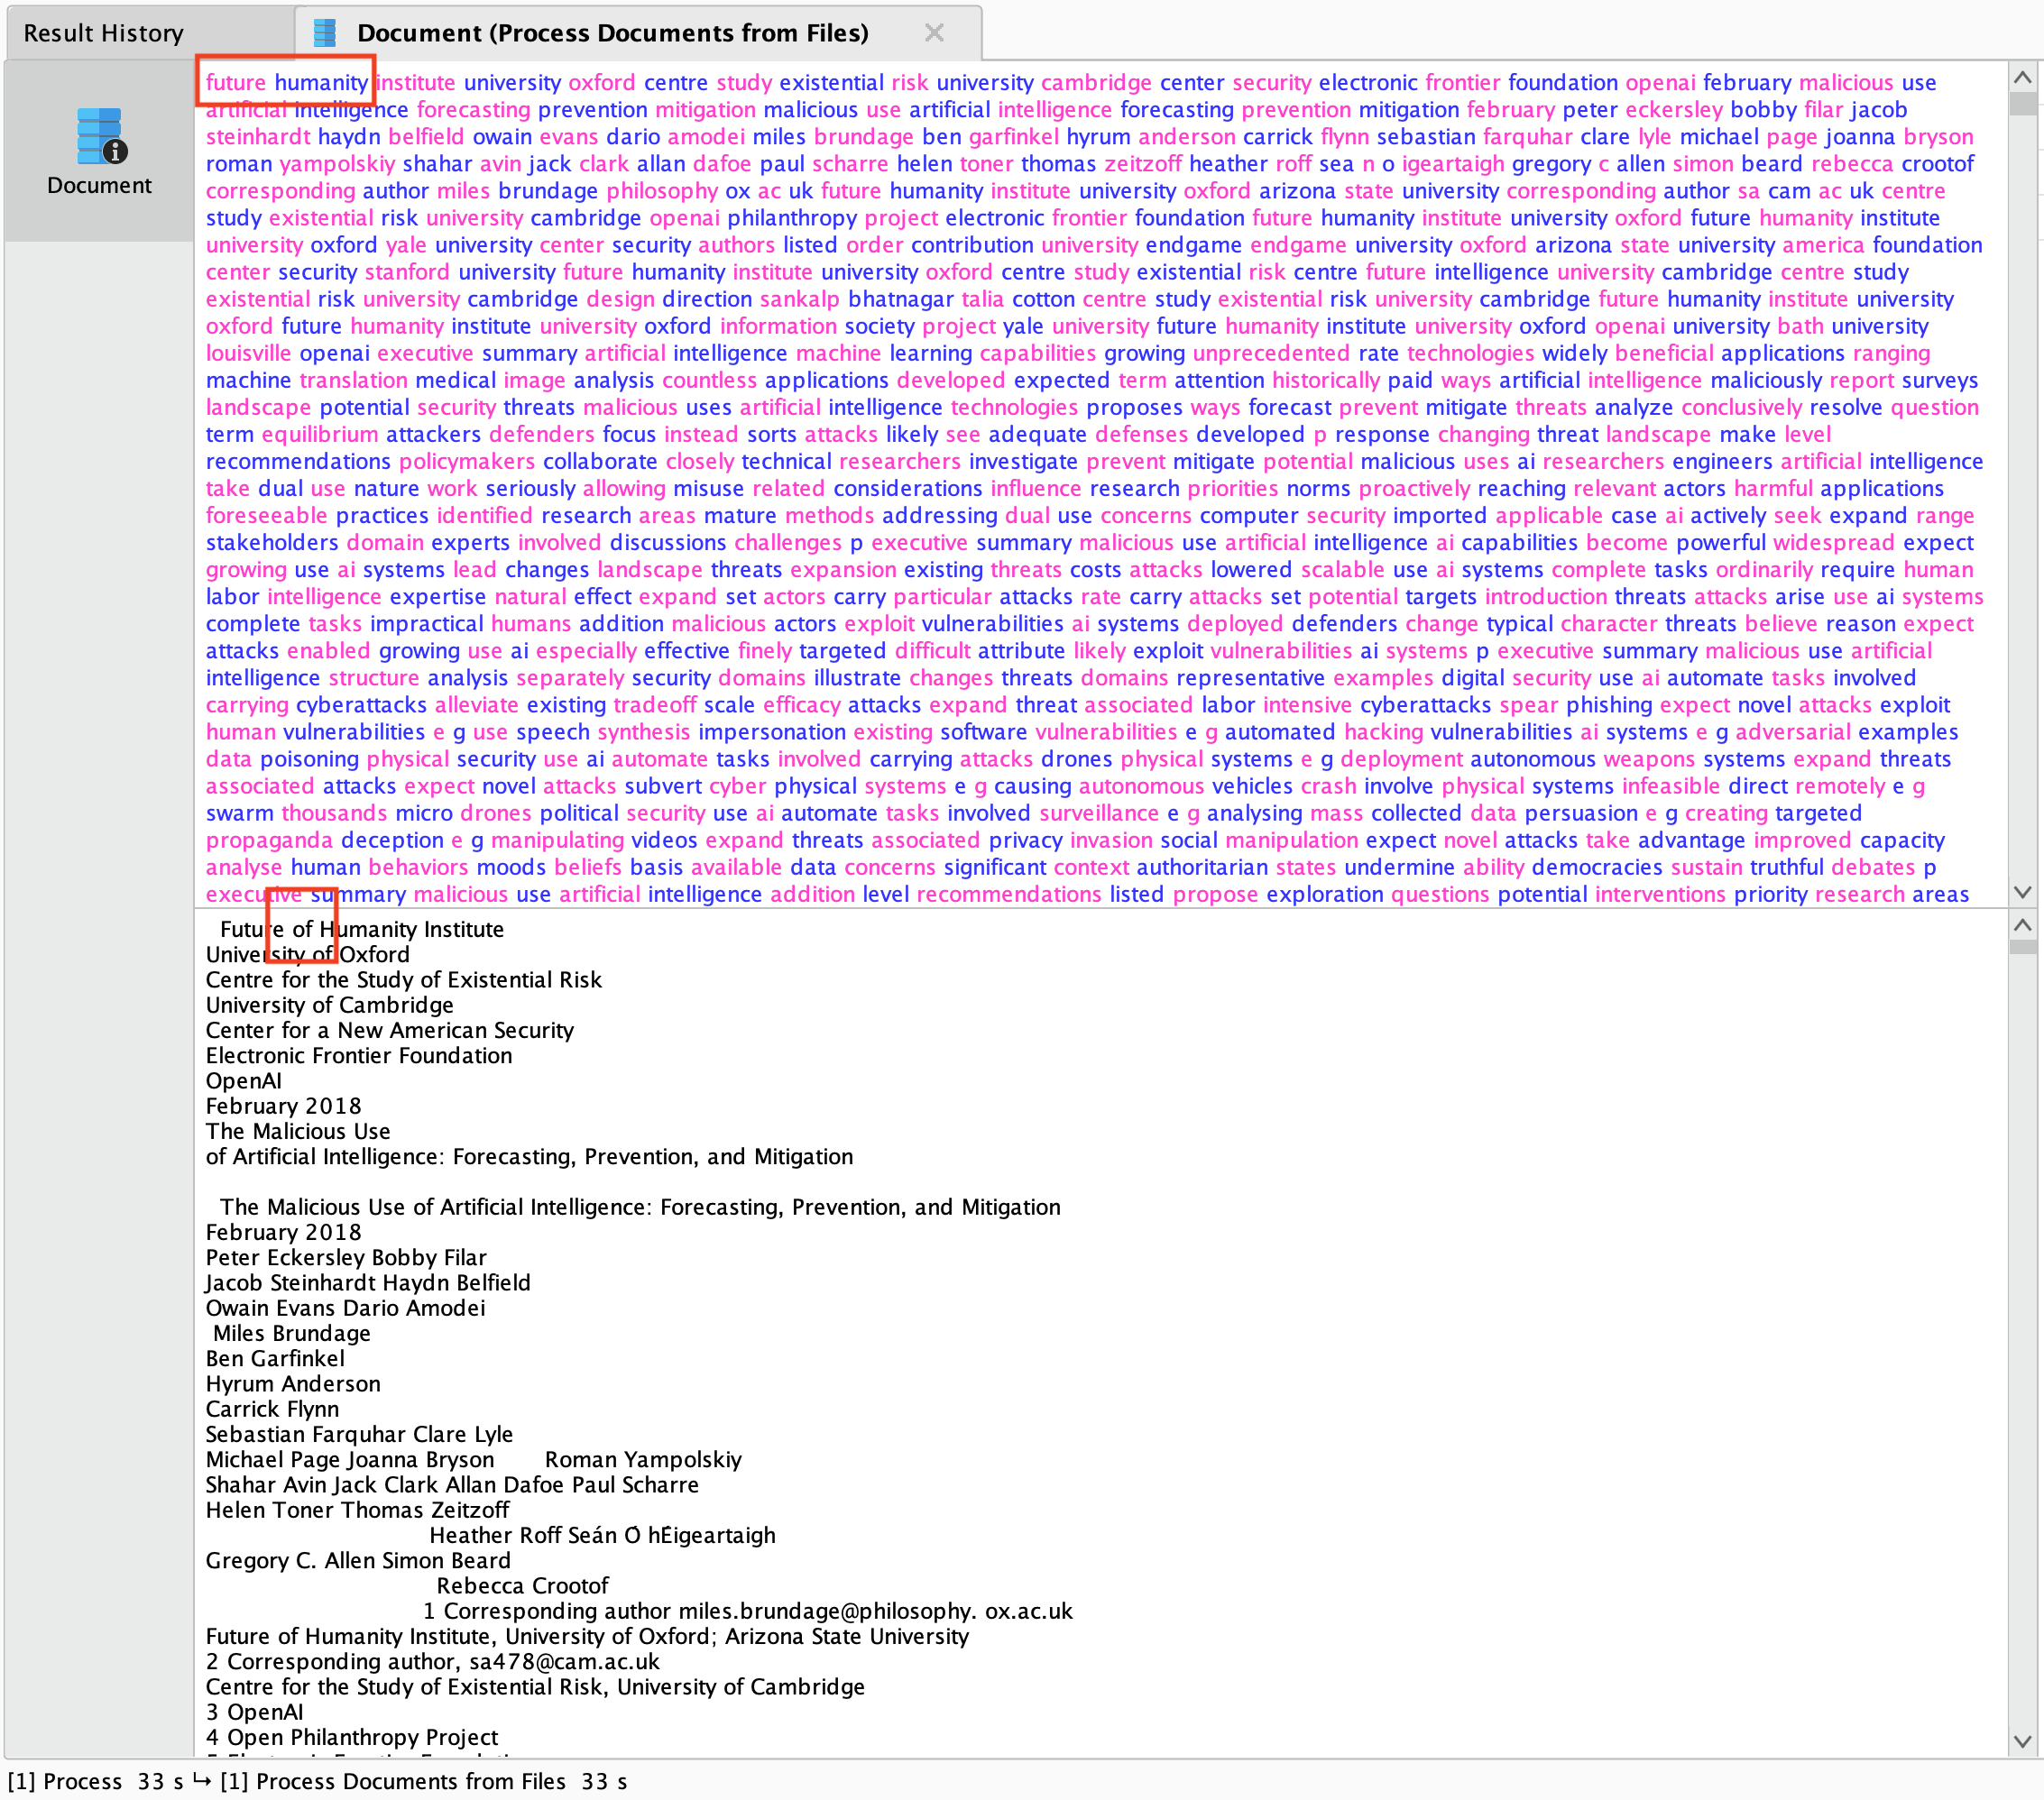 Result History
Document (Process Documents from Files)
Document
future humanity institute university oxford centre study existential risk university cambridge center security electronic frontier foundation openai february malicious use
artificial intelligence forecasting prevention mitigation malicious use artificial intelligence forecasting prevention mitigation february peter eckersley bobby filar jacob
steinhardt haydn belfield owain evans dario amodei miles brundage ben garfinkel hyrum anderson carrick flynn sebastian farquhar clare lyle michael page joanna bryson
roman yampolskiy shahar avin jack clark allan dafoe paul scharre helen toner thomas zeitzoff heather roff sea n o igeartaigh gregory c allen simon beard rebecca crootof
corresponding author miles brundage philosophy ox ac uk future humanity institute university oxford arizona state university corresponding author sa cam ac uk centre
study existential risk university cambridge openai philanthropy project electronic frontier foundation future humanity institute university oxford future humanity institute
university oxford yale university center security authors listed order contribution university endgame endgame university oxford arizona state university america foundation
center security stanford university future humanity institute university oxford centre study existential risk centre future intelligence university cambridge centre study
existential risk university cambridge design direction sankalp bhatnagar talia cotton centre study existential risk university cambridge future humanity institute university
oxford future humanity institute university oxford information society project yale university future humanity institute university oxford openai university bath university
louisville openai executive summary artificial intelligence machine learning capabilities growing unprecedented rate technologies widely beneficial applications ranging
machine translation medical image analysis countless applications developed expected term attention historically paid ways artificial intelligence maliciously report surveys
landscape potential security threats malicious uses artificial intelligence technologies proposes ways forecast prevent mitigate threats analyze conclusively resolve question
term equilibrium attackers defenders focus instead sorts attacks likely see adequate defenses developed p response changing threat landscape make level
recommendations policymakers collaborate closely technical researchers investigate prevent mitigate potential malicious uses ai researchers engineers artificial intelligence
take dual use nature work seriously allowing misuse related considerations influence research priorities norms proactively reaching relevant actors harmful applications
foreseeable practices identified research areas mature methods addressing dual use concerns computer security imported applicable case ai actively seek expand range
stakeholders domain experts involved discussions challenges p executive summary malicious use artificial intelligence ai capabilities become powerful widespread expect
growing use ai systems lead changes landscape threats expansion existing threats costs attacks lowered scalable use ai systems complete tasks ordinarily require human
labor intelligence expertise natural effect expand set actors carry particular attacks rate carry attacks set potential targets introduction threats attacks arise use ai systems
complete tasks impractical humans addition malicious actors exploit vulnerabilities ai systems deployed defenders change typical character threats believe reason expect
attacks enabled growing use ai especially effective finely targeted difficult attribute likely exploit vulnerabilities ai systems p executive summary malicious use artificial
intelligence structure analysis separately security domains illustrate changes threats domains representative examples digital security use ai automate tasks involved
carrying cyberattacks alleviate existing tradeoff scale efficacy attacks expand threat associated labor intensive cyberattacks spear phishing expect novel attacks exploit
human vulnerabilities e g use speech synthesis impersonation existing software vulnerabilities e g automated hacking vulnerabilities ai systems e g adversarial examples
data poisoning physical security use ai automate tasks involved carrying attacks drones physical systems e g deployment autonomous weapons systems expand threats
associated attacks expect novel attacks subvert cyber physical systems e g causing autonomous vehicles crash involve physical systems infeasible direct remotely e g
swarm thousands micro drones political security use ai automate tasks involved surveillance e g analysing mass collected data persuasion e g creating targeted
propaganda deception e g manipulating videos expand threats associated privacy invasion social manipulation expect novel attacks take advantage improved capacity
analyse human behaviors moods beliefs basis available data concerns significant context authoritarian states undermine ability democracies sustain truthful debates p
executive summary malicious use artificial intelligence addition level recommendations listed propose exploration questions potential interventions priority research areas
Future of Humanity Institute
University of Oxford
Centre for the Study of Existential Risk
University of Cambridge
Center for a New American Security
Electronic Frontier Foundation
OpenAI
February 2018
The Malicious Use
of Artificial Intelligence: Forecasting, Prevention, and Mitigation
The Malicious Use of Artificial Intelligence: Forecasting, Prevention, and Mitigation
February 2018
Peter Eckersley Bobby Filar
Jacob Steinhardt Haydn Belfield
Owain Evans Dario Amodei
Miles Brundage
Ben Garfinkel
Hyrum Anderson
Carrick Flynn
Sebastian Farquhar Clare Lyle
Michael Page Joanna Bryson Roman Yampolskiy
Shahar Avin Jack Clark Allan Dafoe Paul Scharre
Helen Toner Thomas Zeitzoff
Heather Roff Seán Ó hÉigeartaigh
Gregory C. Allen Simon Beard
Rebecca Crootof
1 Corresponding author miles.brundage@philosophy. ox.ac.uk
Future of Humanity Institute, University of Oxford; Arizona State University
2 Corresponding author, sa478@cam.ac.uk
Centre for the Study of Existential Risk, University of Cambridge
3 OpenAI
4 Open Philanthropy Project
[1] Process 33 s ↪ [1] Process Documents from Files 33 s